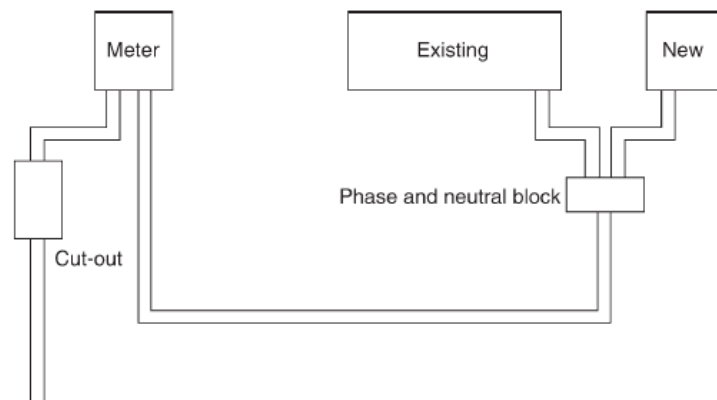 Meter
Existing
New
Phase and neutral block
Cut-out